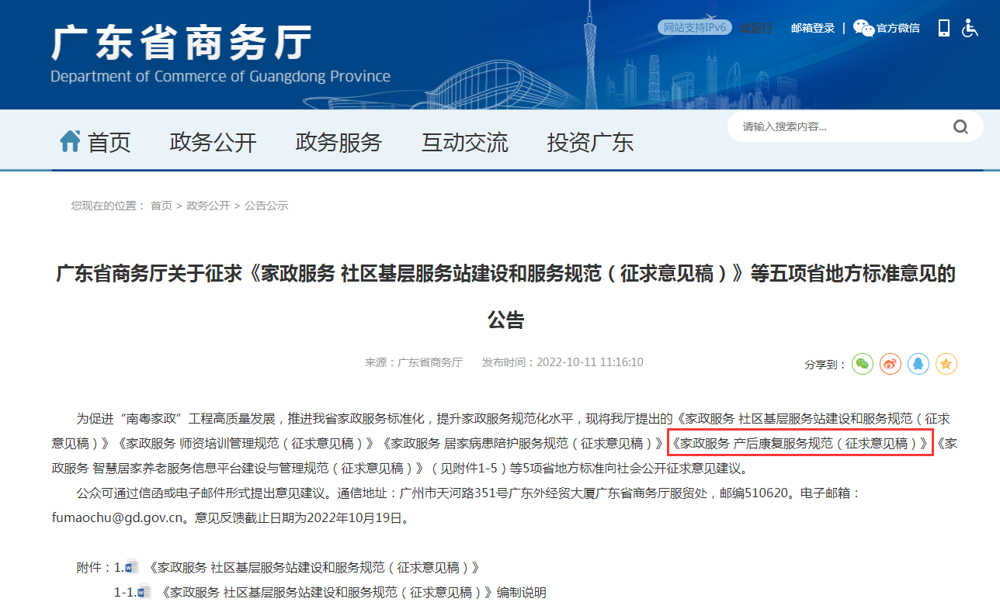 广东省商务厅
Department of Commerce of Guangdong Province
网站支持IPv6 试运行 邮箱登录 | 官方微信
首页 政务公开 政务服务 互动交流 投资广东
请输入搜索内容...
您现在的位置： 首页 > 政务公开 > 公告公示
广东省商务厅关于征求《家政服务 社区基层服务站建设和服务规范（征求意见稿）》等五项省地方标准意见的
公告
来源：广东省商务厅 发布时间：2022-10-11 11:16:10
分享到：
为促进“南粤家政”工程高质量发展，推进我省家政服务标准化，提升家政服务规范化水平，现将我厅提出的《家政服务 社区基层服务站建设和服务规范（征求
意见稿）》《家政服务 师资培训管理规范（征求意见稿）》《家政服务 居家病患陪护服务规范（征求意见稿）》《家政服务 产后康复服务规范（征求意见稿）》《家
政服务 智慧居家养老服务信息平台建设与管理规范（征求意见稿）》（见附件1-5）等5项省地方标准向社会公开征求意见建议。
公众可通过信函或电子邮件形式提出意见建议。通信地址：广州市天河路351号广东外经贸大厦广东省商务厅服贸处，邮编510620。电子邮箱：
fumaochu@gd.gov.cn。意见反馈截止日期为2022年10月19日。
附件：1. 《家政服务 社区基层服务站建设和服务规范（征求意见稿）》
1-1. 《家政服务 社区基层服务站建设和服务规范（征求意见稿）》编制说明